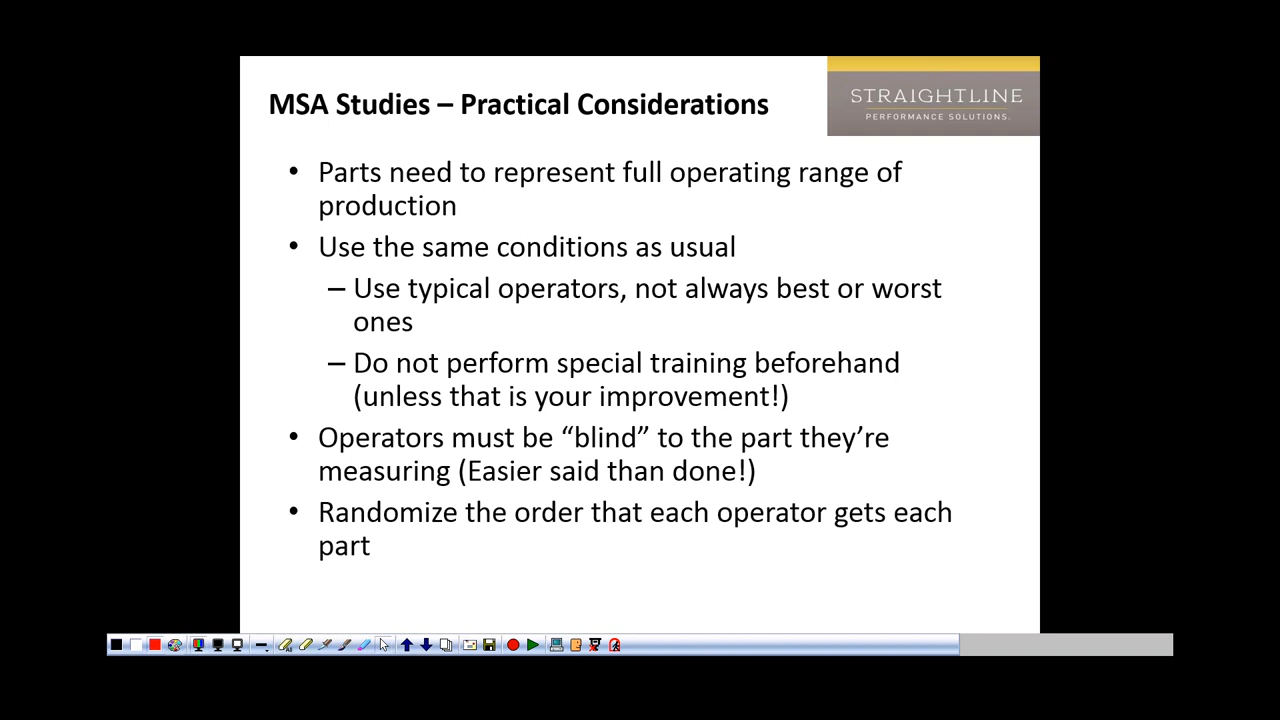 MSA Studies – Practical Considerations
STRAIGHTLINE
PERFORMANCE SOLUTIONS.
• Parts need to represent full operating range of
production
• Use the same conditions as usual
– Use typical operators, not always best or worst
ones
– Do not perform special training beforehand
(unless that is your improvement!)
• Operators must be “blind” to the part they’re
measuring (Easier said than done!)
• Randomize the order that each operator gets each
part